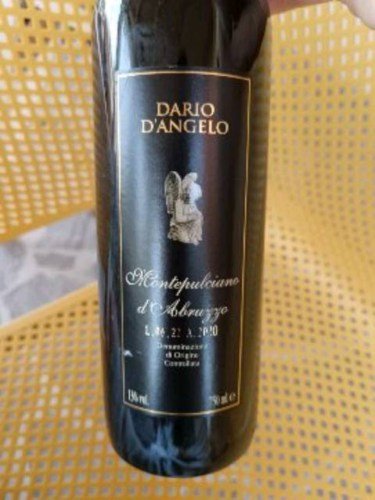 DARIO
D'ANGELO
Montepulciano
d'Abruzzo
Denominazione
di Origine
Controllata
750 ml e